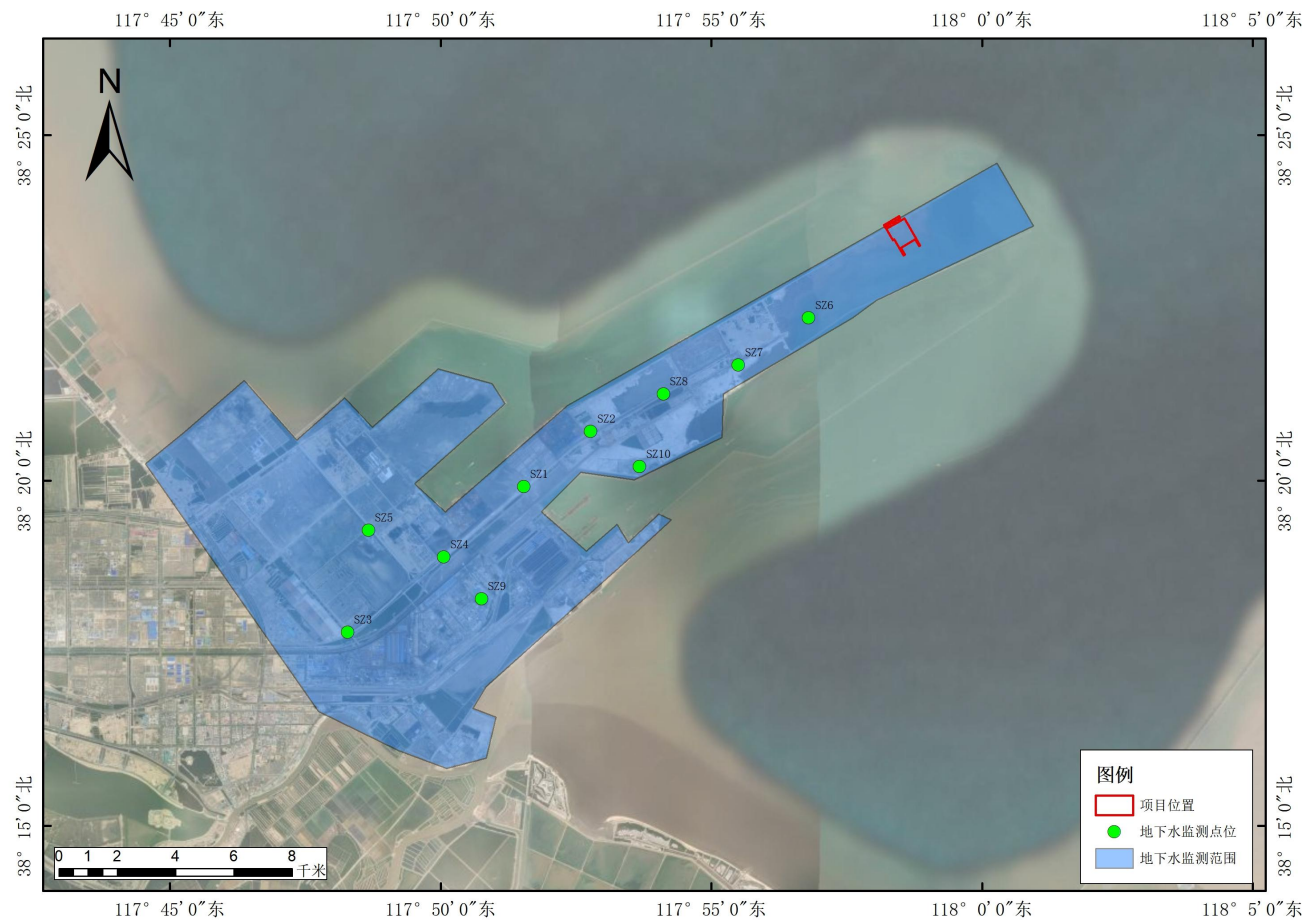 117° 45′0″东
117° 50′0″东
117° 55′0″东
118° 0′0″东
118° 5′0″东
N
38° 25′0″北
38° 25′0″北
SZ6
SZ7
SZ8
SZ2
SZ10
38° 20′0″北
38° 20′0″北
SZ1
SZ5
SZ4
SZ9
SZ3
图例
项目位置
地下水监测点位
地下水监测范围
38° 15′0″北
38° 15′0″北
0 1 2 4 6 8
千米
117° 45′0″东
117° 50′0″东
117° 55′0″东
118° 0′0″东
118° 5′0″东